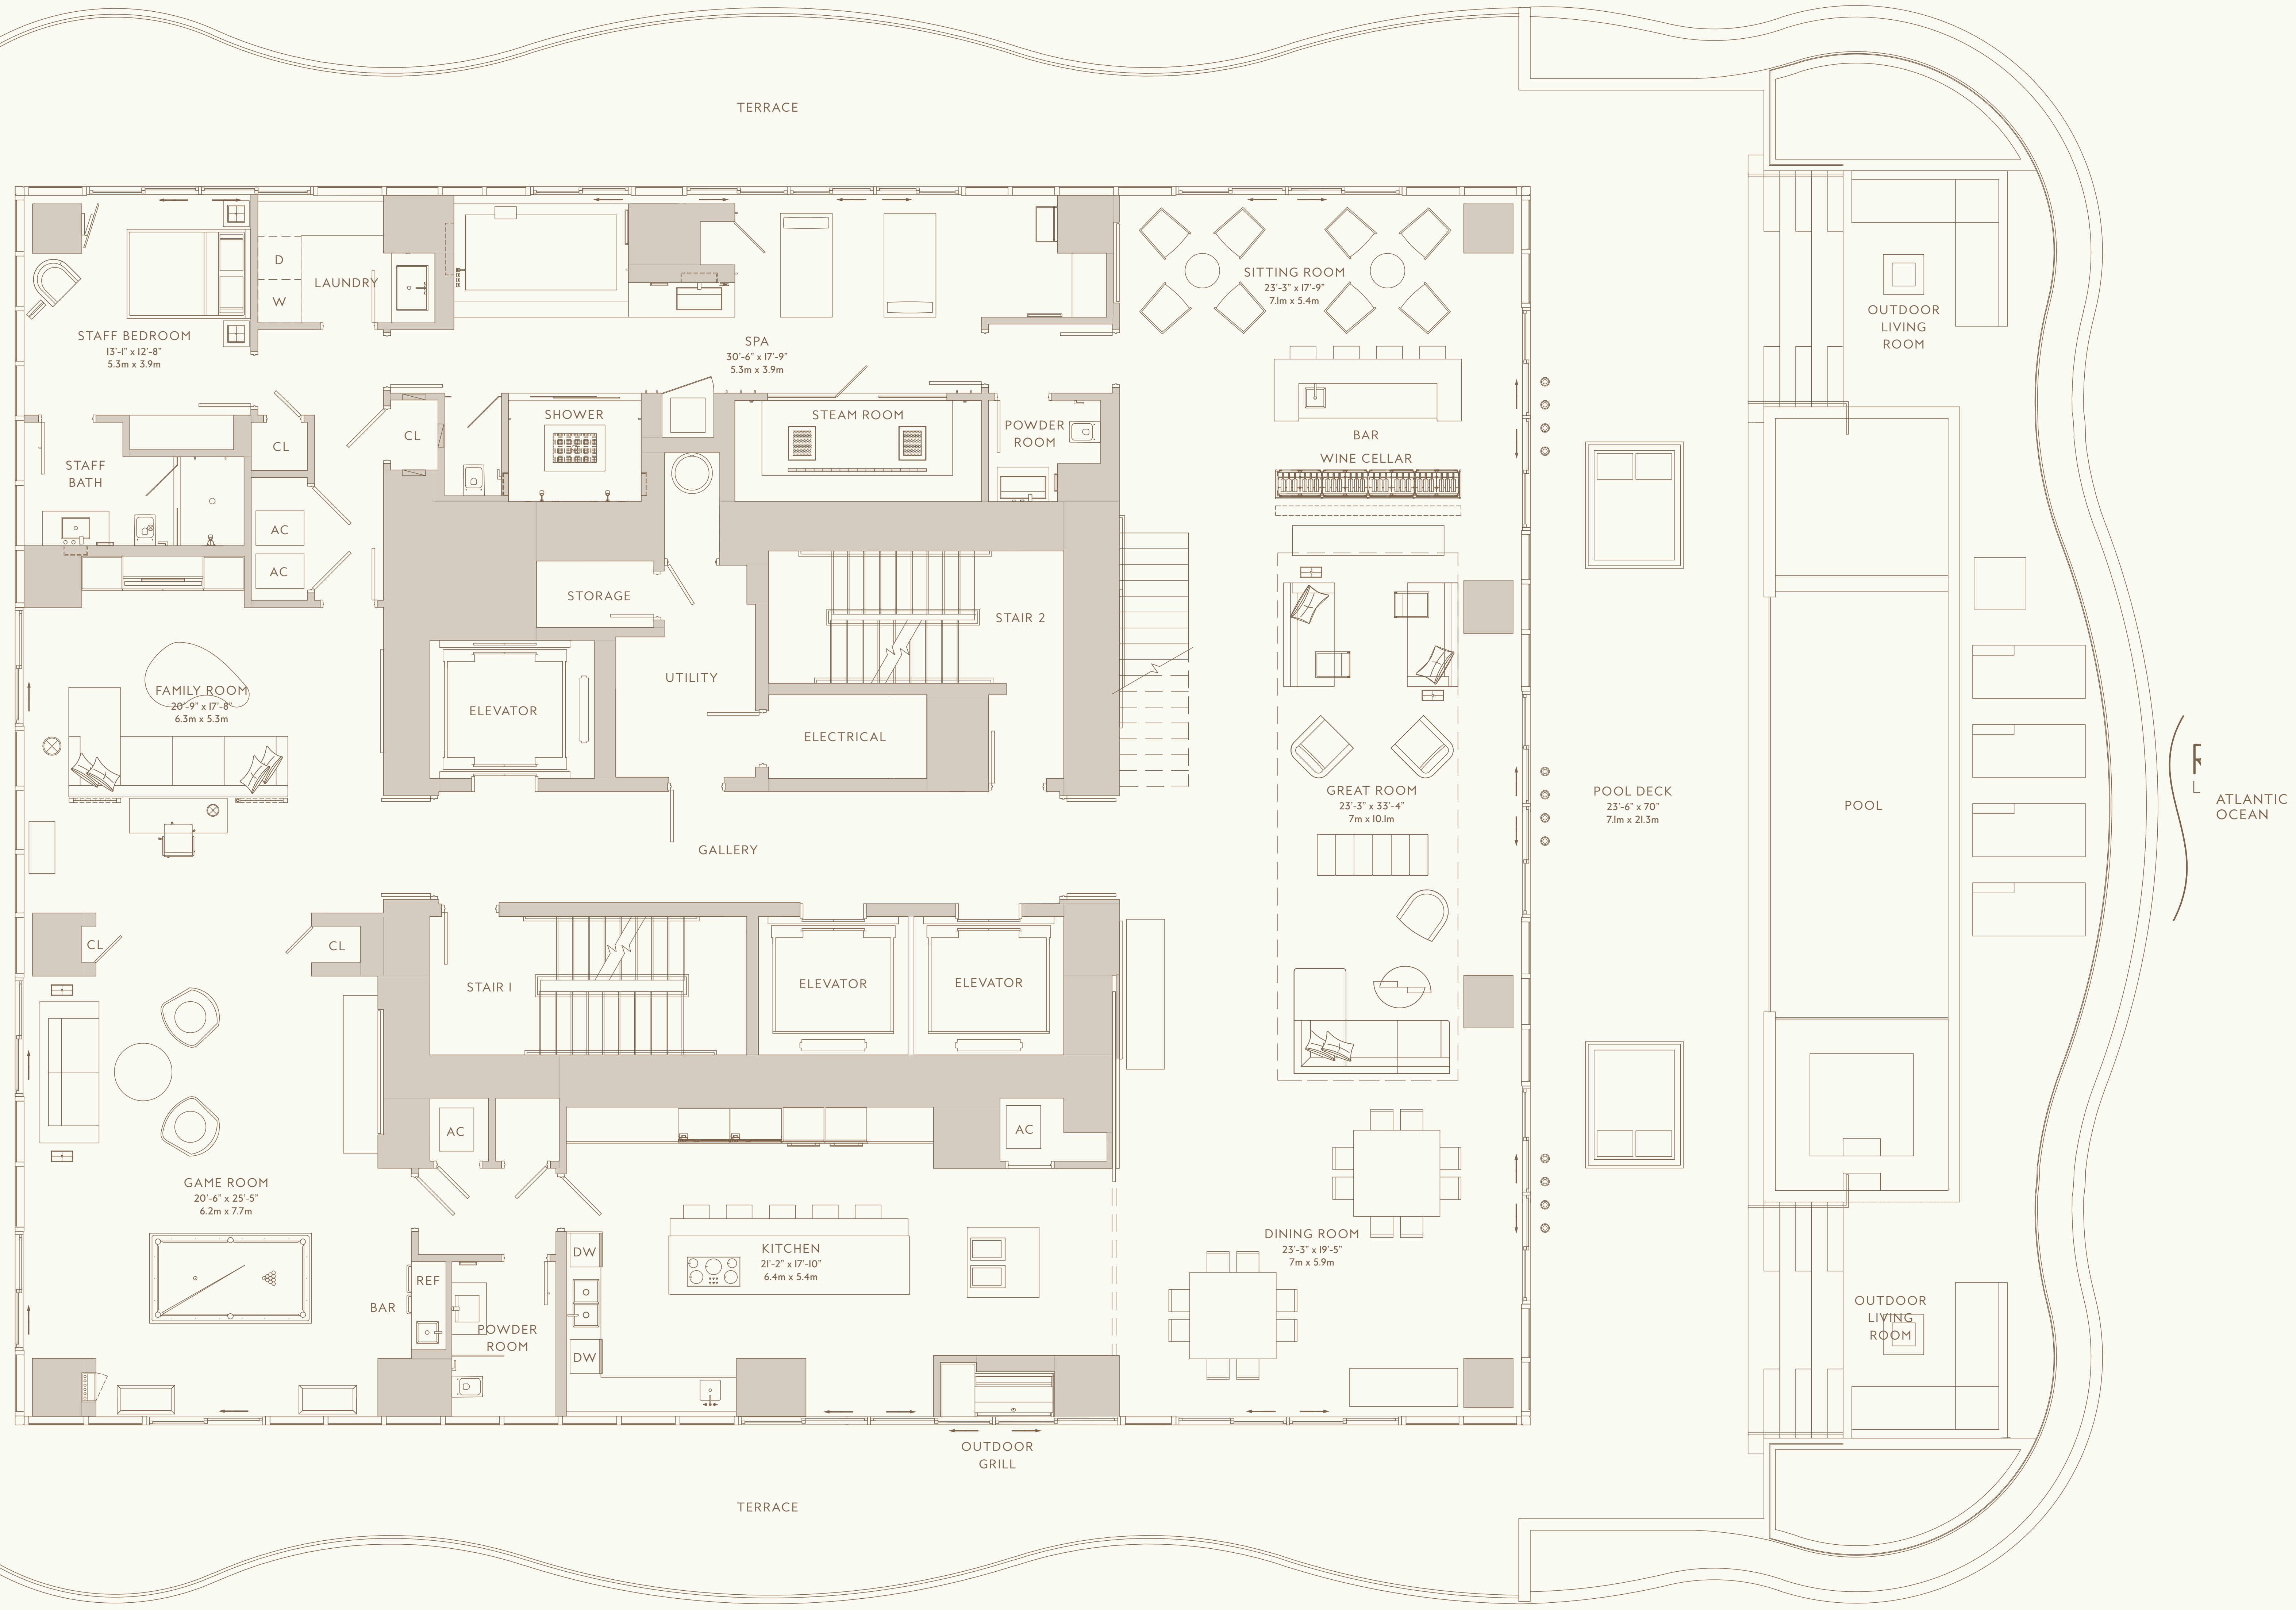 TERRACE
D
W
LAUNDRY
STAFF BEDROOM
13'-1" x 12'-8"
5.3m x 3.9m
SPA
30'-6" x 17'-9"
5.3m x 3.9m
SITTING ROOM
23'-3" x 17'-9"
7.1m x 5.4m
OUTDOOR
LIVING
ROOM
STAFF
BATH
CL
CL
SHOWER
STEAM ROOM
POWDER
ROOM
BAR
WINE CELLAR
AC
AC
STORAGE
STAIR 2
UTILITY
FAMILY ROOM
20'-9" x 17'-8"
6.3m x 5.3m
ELEVATOR
ELECTRICAL
GREAT ROOM
23'-3" x 33'-4"
7m x 10.1m
POOL DECK
23'-6" x 70"
7.1m x 21.3m
POOL
ATLANTIC
OCEAN
GALLERY
CL
CL
STAIR 1
ELEVATOR
ELEVATOR
AC
AC
GAME ROOM
20'-6" x 25'-5"
6.2m x 7.7m
DW
KITCHEN
21'-2" x 17'-10"
6.4m x 5.4m
DINING ROOM
23'-3" x 19'-5"
7m x 5.9m
REF
BAR
POWDER
ROOM
DW
OUTDOOR
LIVING
ROOM
OUTDOOR
GRILL
TERRACE